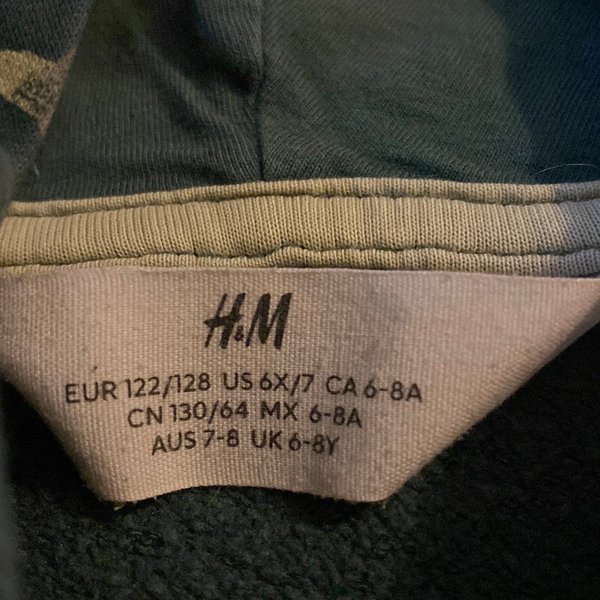 H&M
EUR 122/128 US 6X/7 CA 6-8A
CN 130/64 MX 6-8A
AUS 7-8 UK 6-8Y